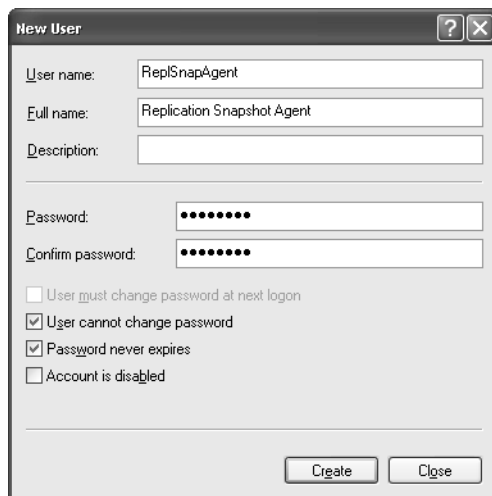 New User
User name: ReplSnapAgent
Full name: Replication Snapshot Agent
Description:
Password: ●●●●●●●●
Confirm password: ●●●●●●●●
User must change password at next logon
User cannot change password
Password never expires
Account is disabled
Create Close